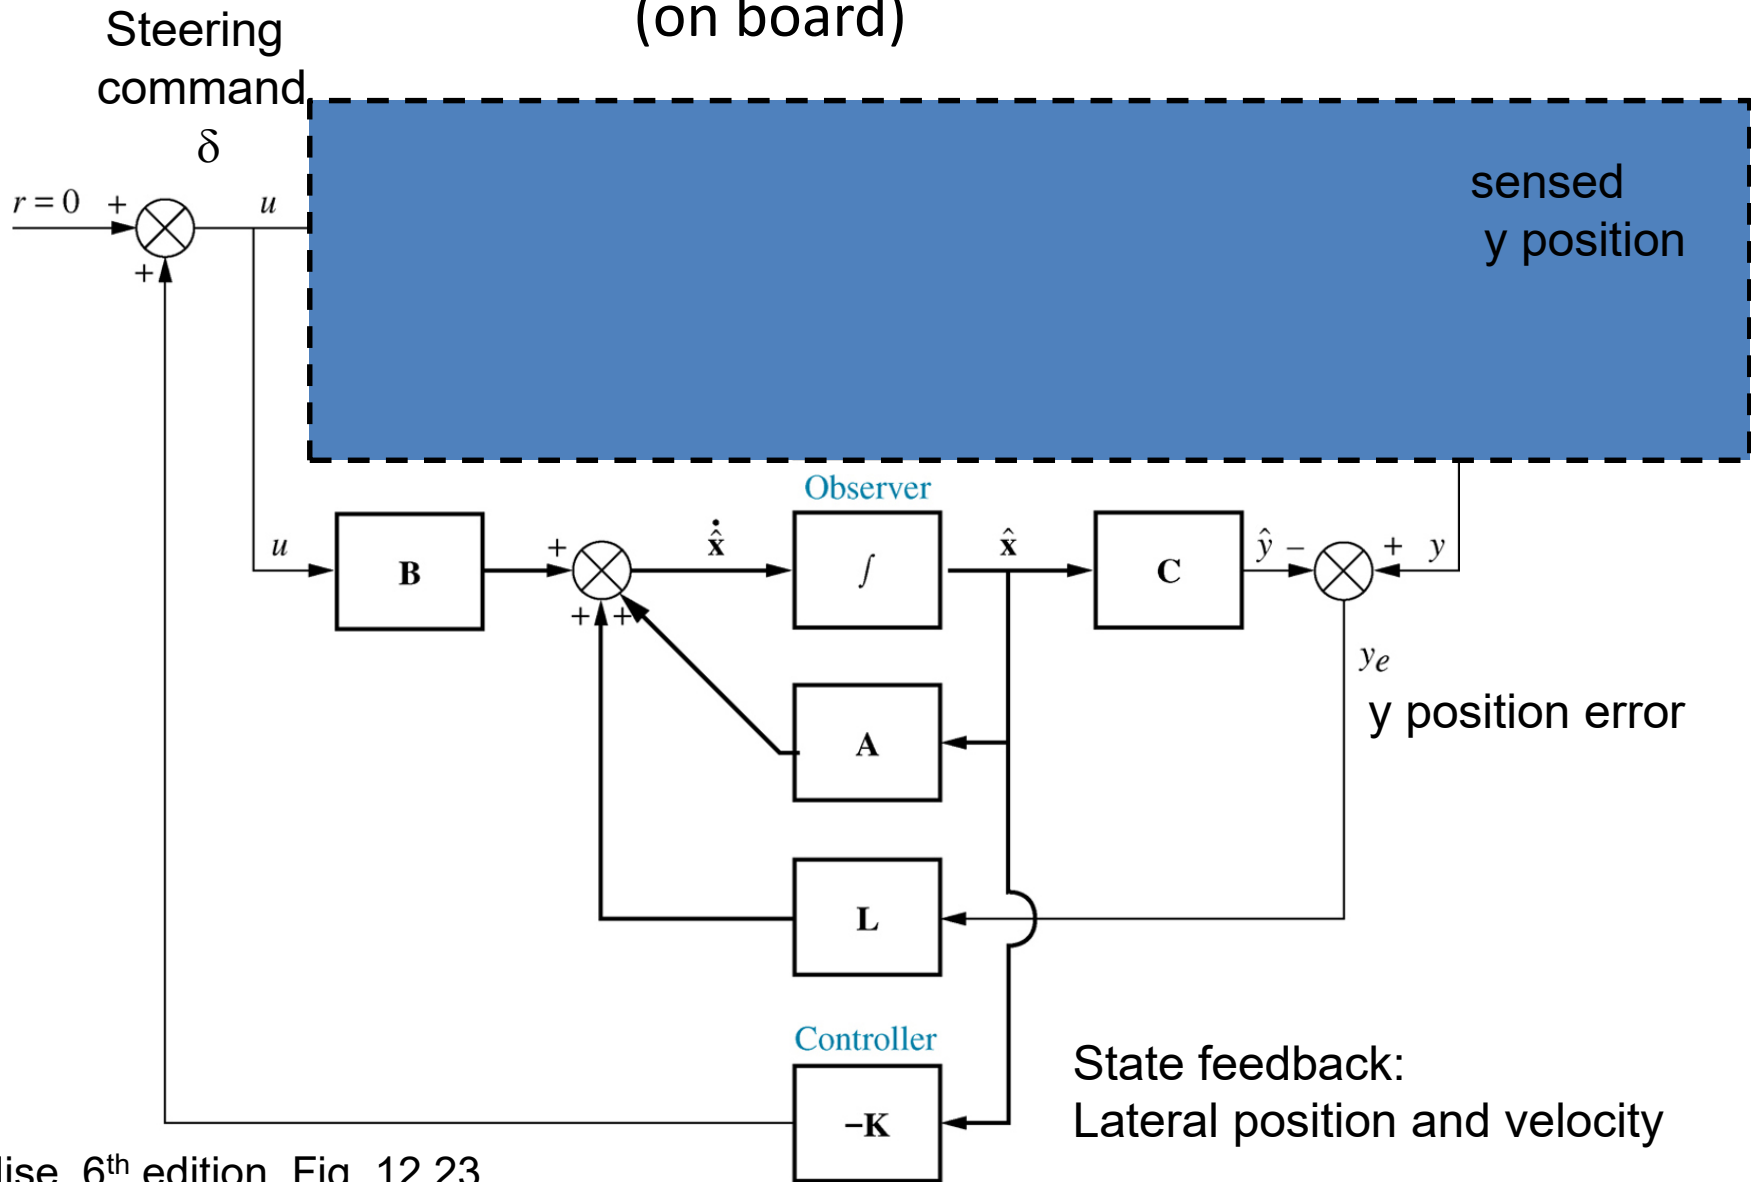 (on board)
Steering
command
δ
r = 0
+
u
+
sensed
y position
Observer
u
B
+
x̂̇
∫
x̂
C
ŷ
−
+
y
+
+
yₑ
y position error
A
L
Controller
−K
State feedback:
Lateral position and velocity
6th edition Fig. 12.23